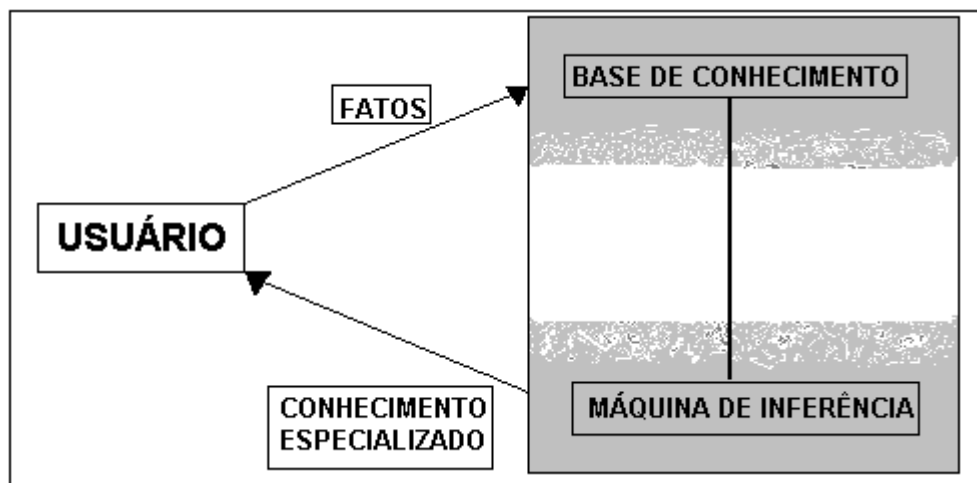 BASE DE CONHECIMENTO
FATOS
USUÁRIO
CONHECIMENTO
ESPECIALIZADO
MÁQUINA DE INFERÊNCIA